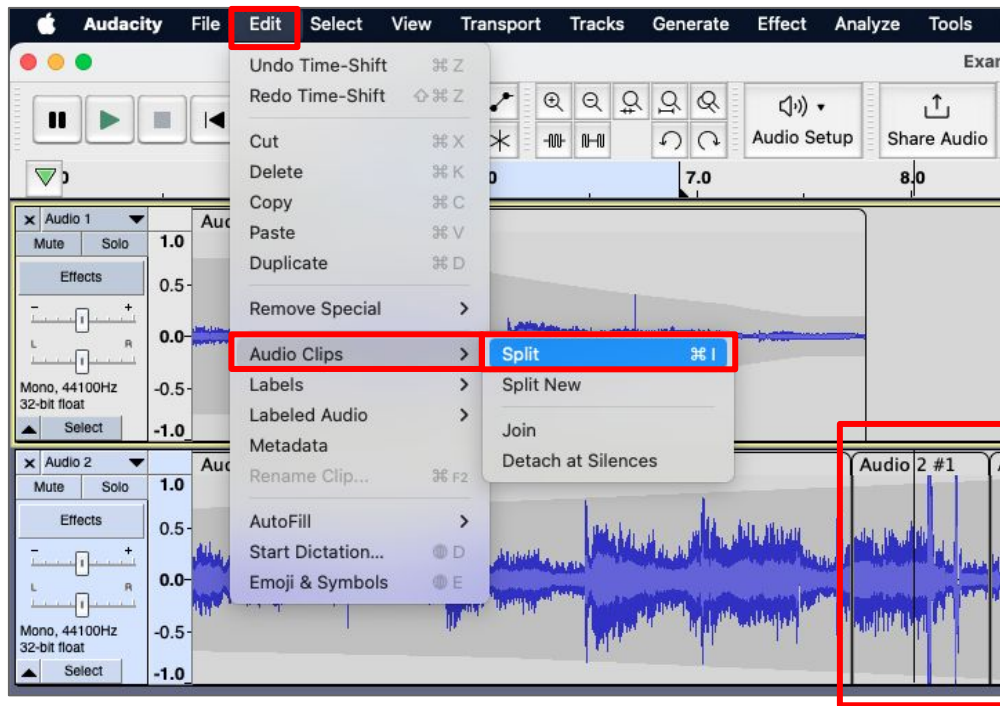 Audacity File Edit Select View Transport Tracks Generate Effect Analyze Tools
Exar
Undo Time-Shift ⌘ Z
Redo Time-Shift ⇧ ⌘ Z
Cut ⌘ X
Delete ⌘ K
Copy ⌘ C
Paste ⌘ V
Duplicate ⌘ D
Remove Special >
Audio Clips >
Labels >
Labeled Audio >
Metadata
Rename Clip... ⌘ F2
AutoFill >
Start Dictation... D
Emoji & Symbols E
Split ⌘ I
Split New
Join
Detach at Silences
Audio Setup
Share Audio
7.0 8.0
Audio 1
Mute Solo
Effects
- +
L R
Mono, 44100Hz
32-bit float
Select
1.0
0.5-
0.0-
-0.5-
-1.0
Audio 2
Mute Solo
Effects
- +
L R
Mono, 44100Hz
32-bit float
Select
1.0
0.5-
0.0-
-0.5-
-1.0
Audio 2 #1